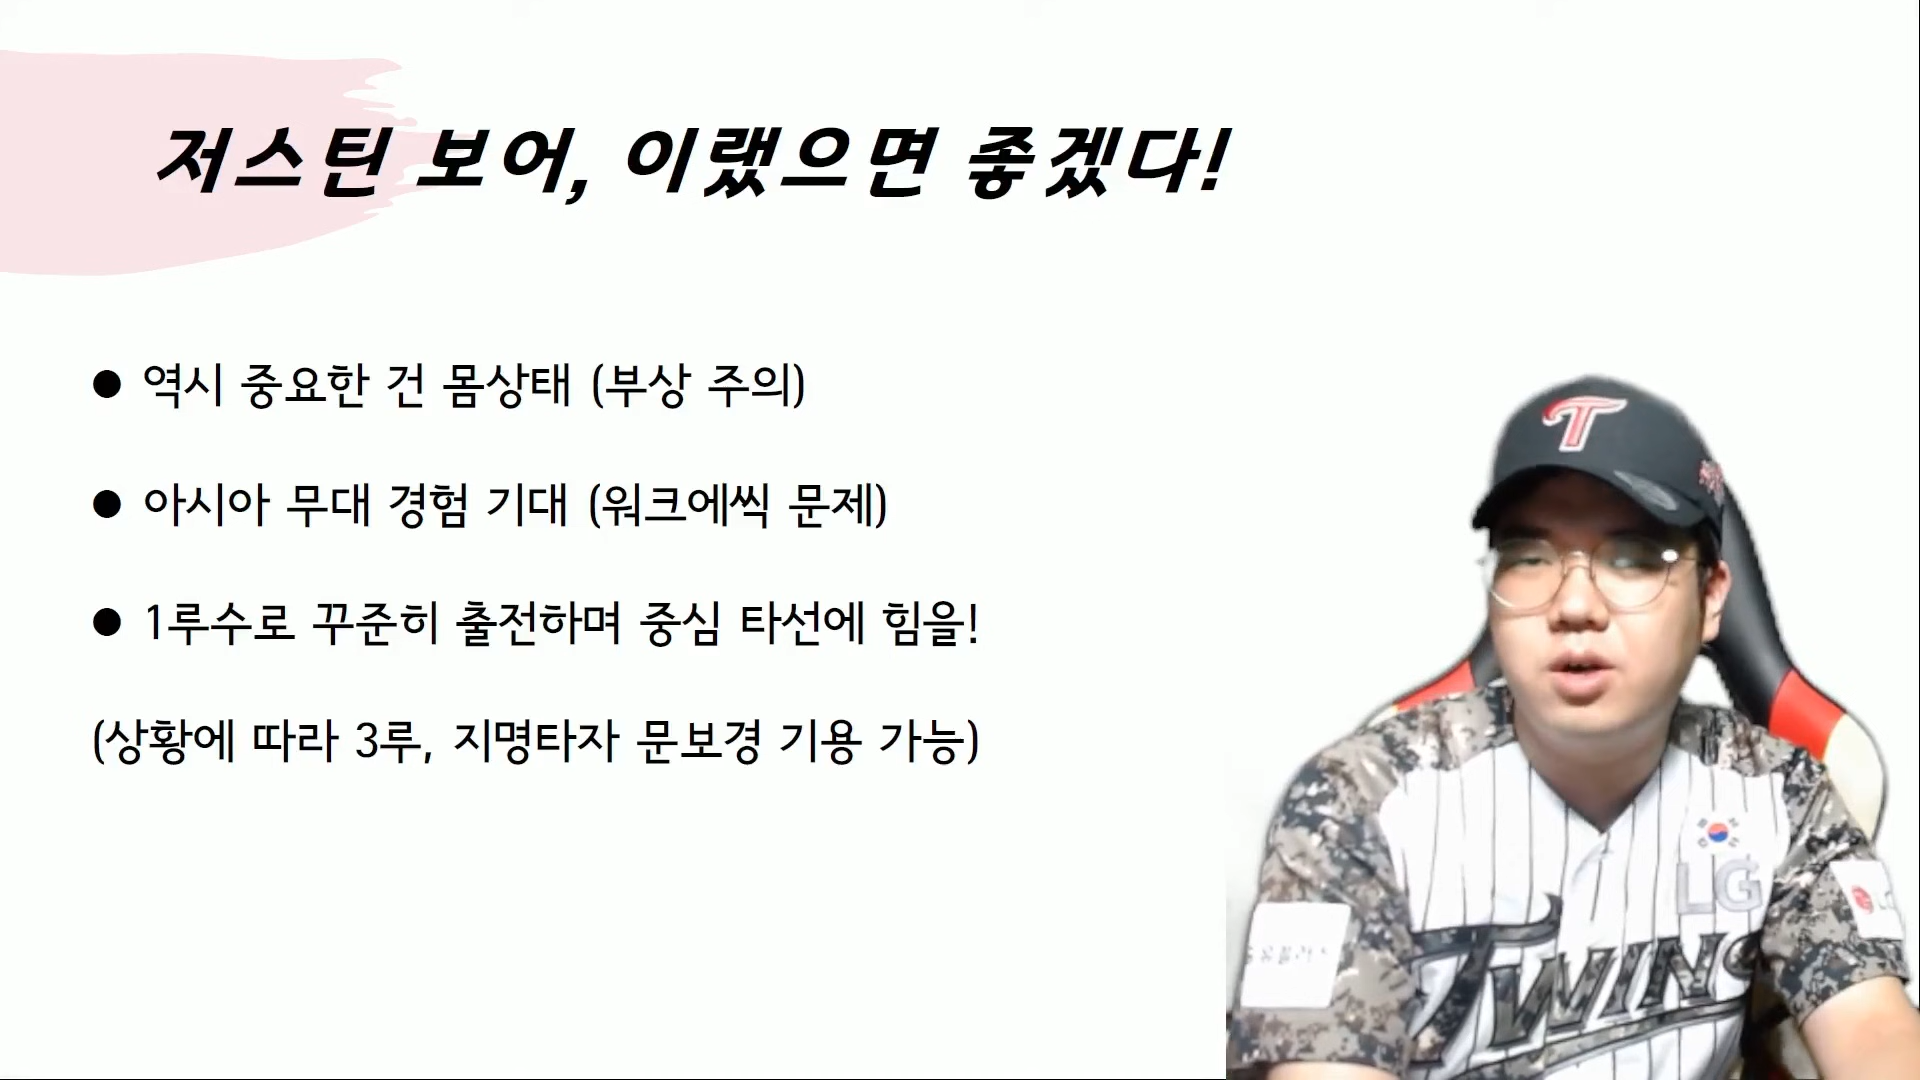 저스틴 보어, 이랬으면 좋겠다!
● 역시 중요한 건 몸상태 (부상 주의)
● 아시아 무대 경험 기대 (워크에씩 문제)
● 1루수로 꾸준히 출전하며 중심 타선에 힘을!
(상황에 따라 3루, 지명타자 문보경 기용 가능)
T
LG
TWINS